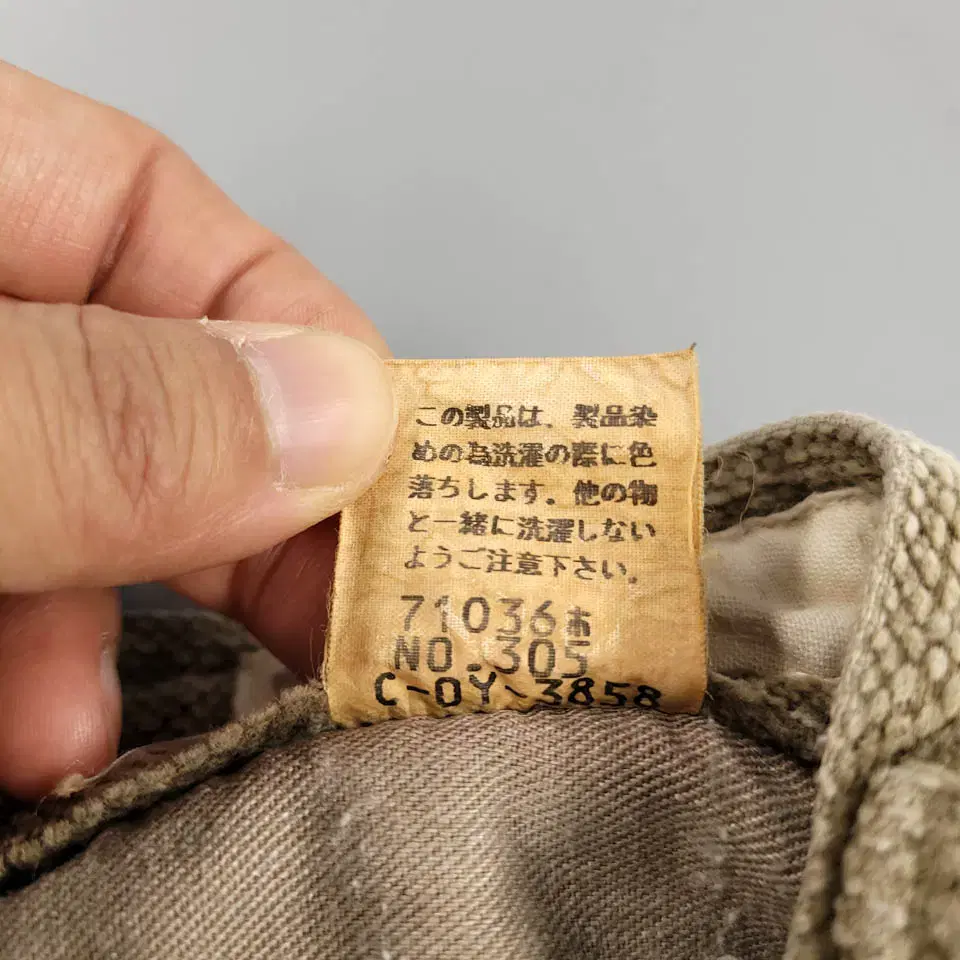 この製品は、製品染
めの為洗濯の際に色
落ちします。他の物
と一緒に洗濯しない
ようご注意下さい。
71036ホ
NO.305
C-OY-3858